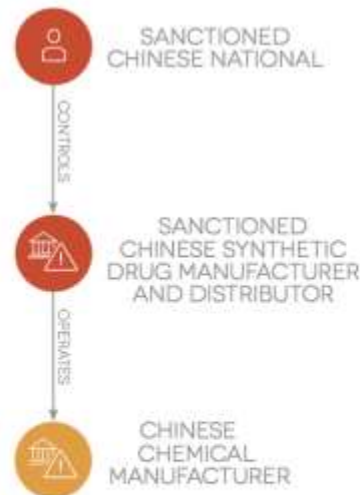 SANCTIONED
CHINESE NATIONAL
CONTROLS
SANCTIONED
CHINESE SYNTHETIC
DRUG MANUFACTURER
AND DISTRIBUTOR
OPERATES
CHINESE
CHEMICAL
MANUFACTURER